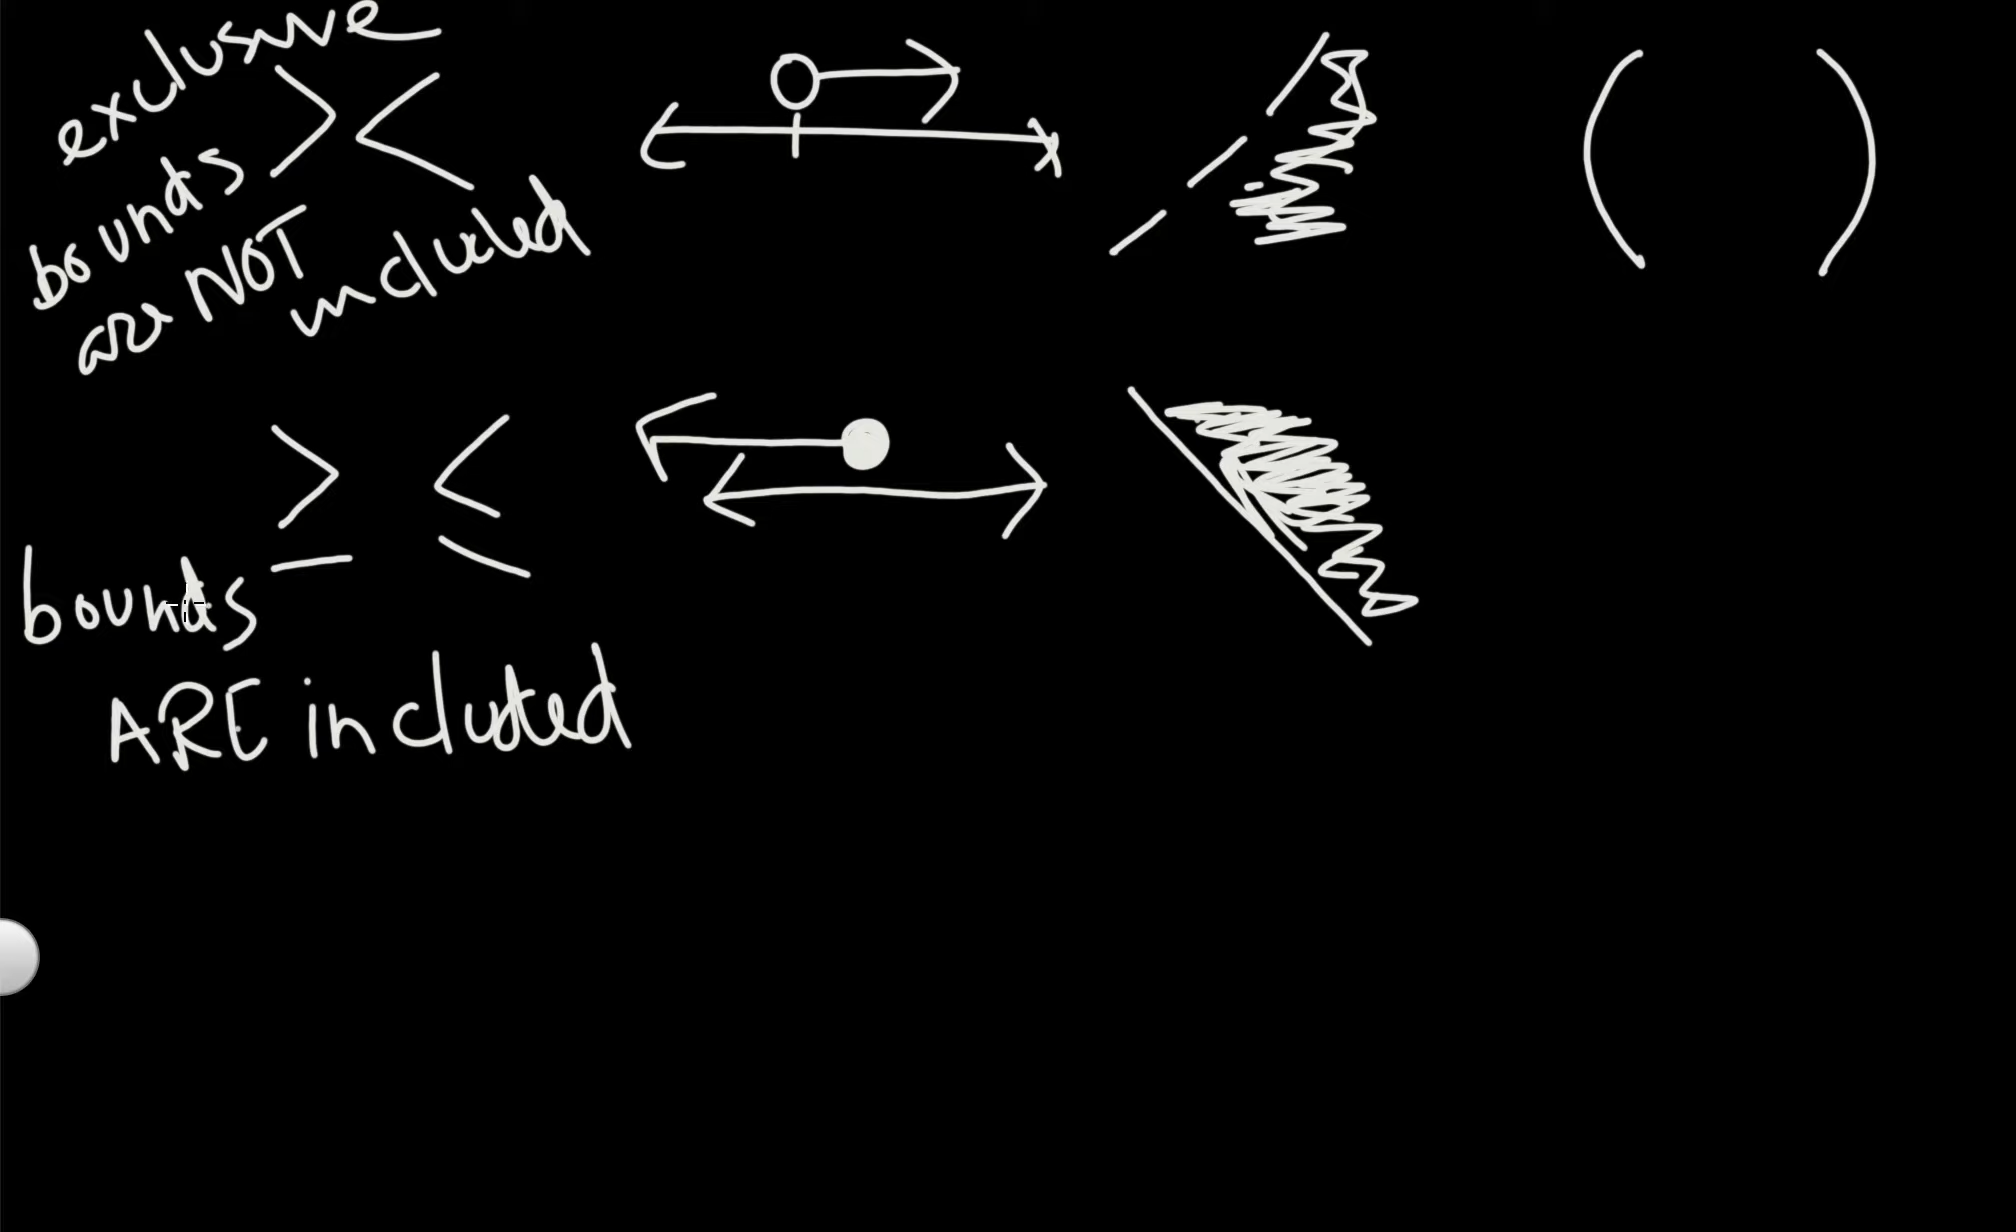 exclusive
> <
bounds
are NOT
included
( )
≥ ≤
bounds
ARE included